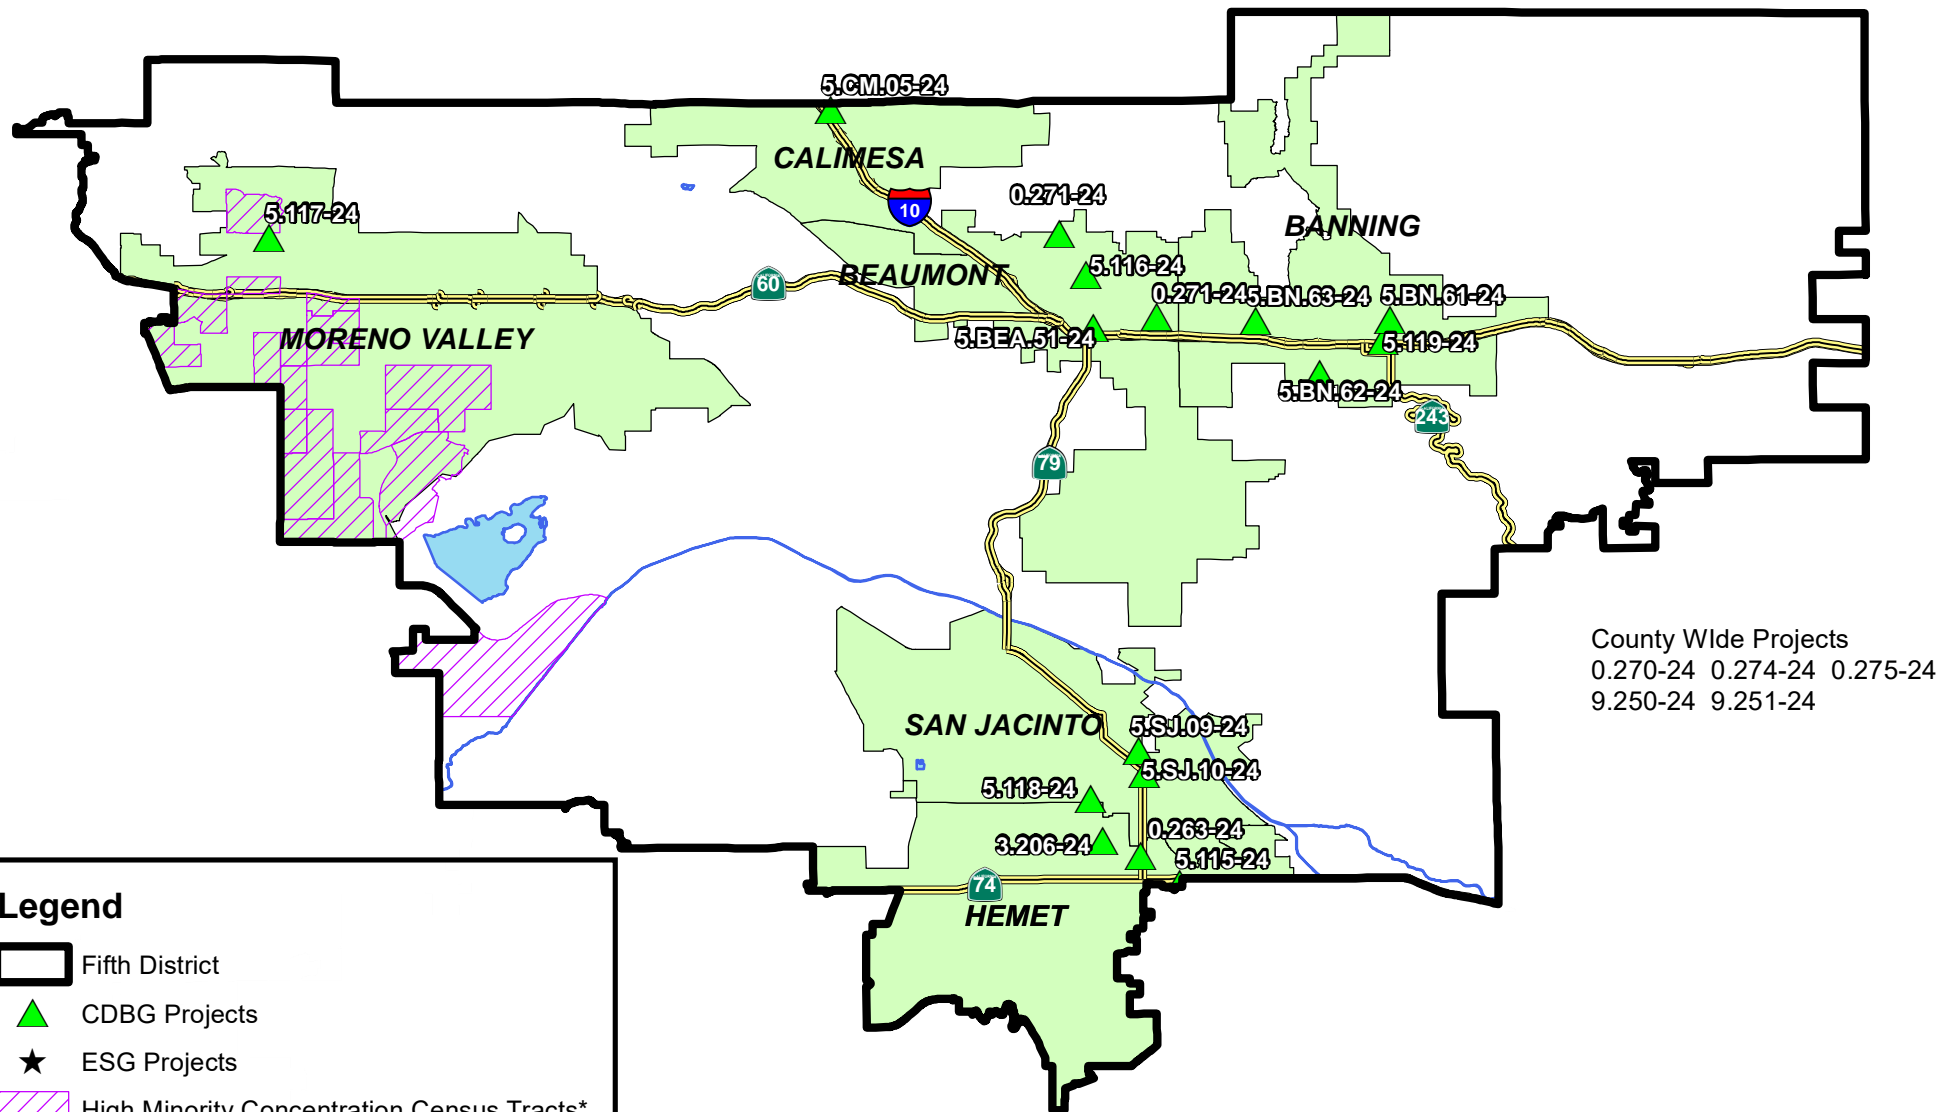 5.CM.05-24
CALIMESA
0.271-24
10
5.117-24
BANNING
BEAUMONT
5.116-24
60
0.271-24
5.BN.63-24
5.BN.61-24
MORENO VALLEY
5.BEA.51-24
5.119-24
5.BN.62-24
243
79
County WIde Projects
0.270-24 0.274-24 0.275-24
9.250-24 9.251-24
SAN JACINTO
5.SJ.09-24
5.SJ.10-24
5.118-24
0.263-24
3.206-24
5.115-24
74
HEMET
Legend
Fifth District
CDBG Projects
ESG Projects
High Minority Concentration Census Tracts*